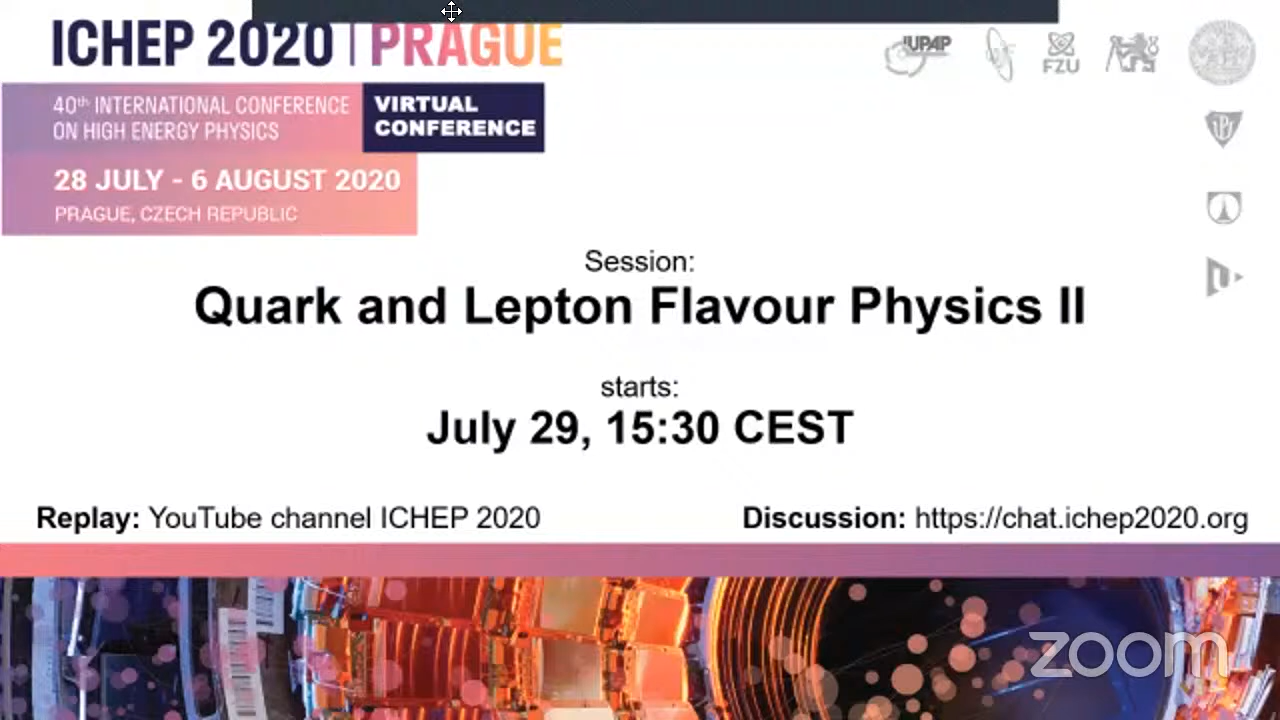 ICHEP 2020 | PRAGUE
IUPAP
FZU
40th INTERNATIONAL CONFERENCE
ON HIGH ENERGY PHYSICS
VIRTUAL
CONFERENCE
28 JULY - 6 AUGUST 2020
PRAGUE, CZECH REPUBLIC
Session:
Quark and Lepton Flavour Physics II
starts:
July 29, 15:30 CEST
Replay: YouTube channel ICHEP 2020
Discussion: https://chat.ichep2020.org
zoom